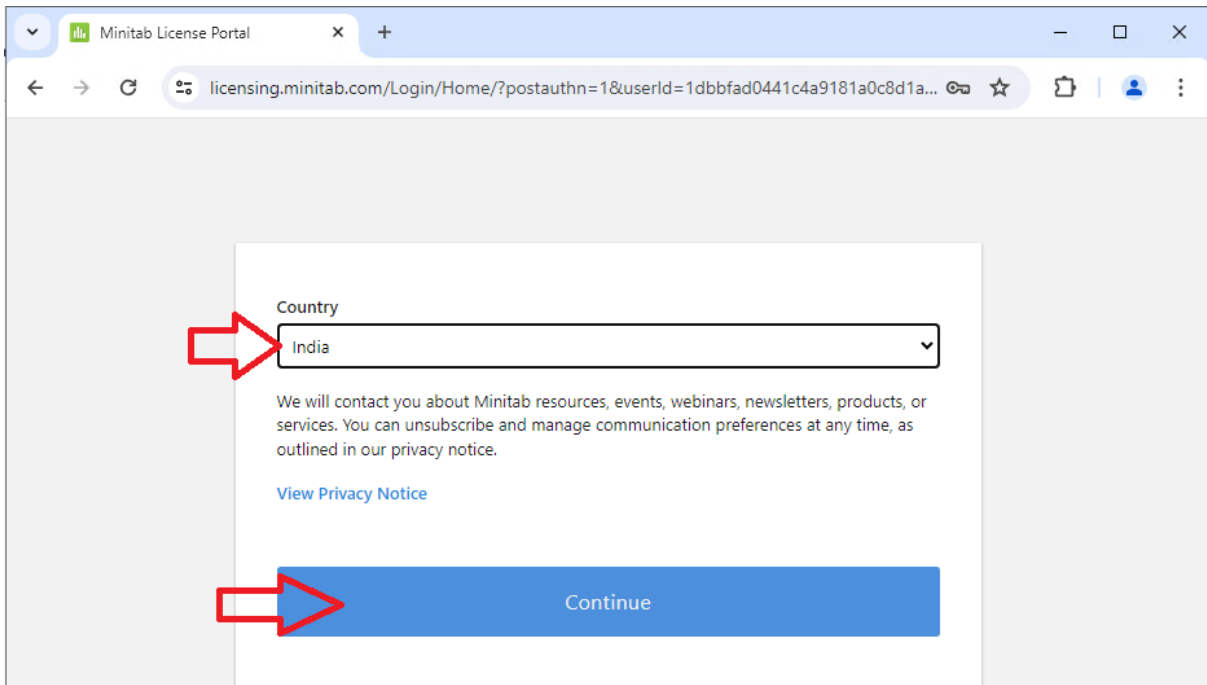 Minitab License Portal
licensing.minitab.com/Login/Home/?postauthn=1&userId=1dbbfad0441c4a9181a0c8d1a...
Country
India
We will contact you about Minitab resources, events, webinars, newsletters, products, or
services. You can unsubscribe and manage communication preferences at any time, as
outlined in our privacy notice.
View Privacy Notice
Continue